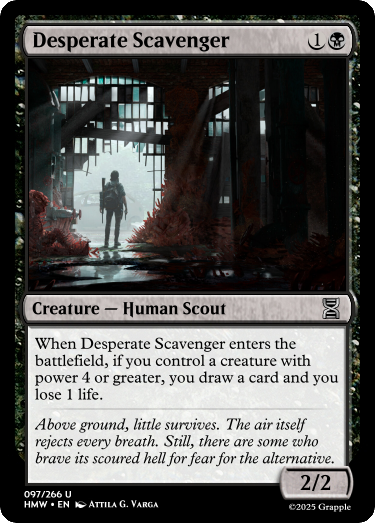 Desperate Scavenger 1
Creature — Human Scout
When Desperate Scavenger enters the
battlefield, if you control a creature with
power 4 or greater, you draw a card and you
lose 1 life.
Above ground, little survives. The air itself
rejects every breath. Still, there are some who
brave its scoured hell for fear for the alternative.
2/2
097/266 U
HMW • EN Attila G. Varga
©2025 Grapple